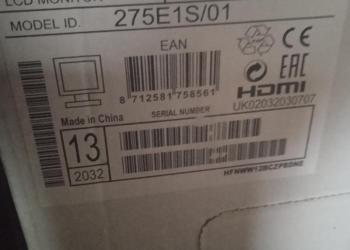 LCD MONITOR
MODEL ID. 275E1S/01
EAN
8 712581 758561
CE
EAC
HDMI
UK02032030707
Made in China
SERIAL NUMBER
13
2032